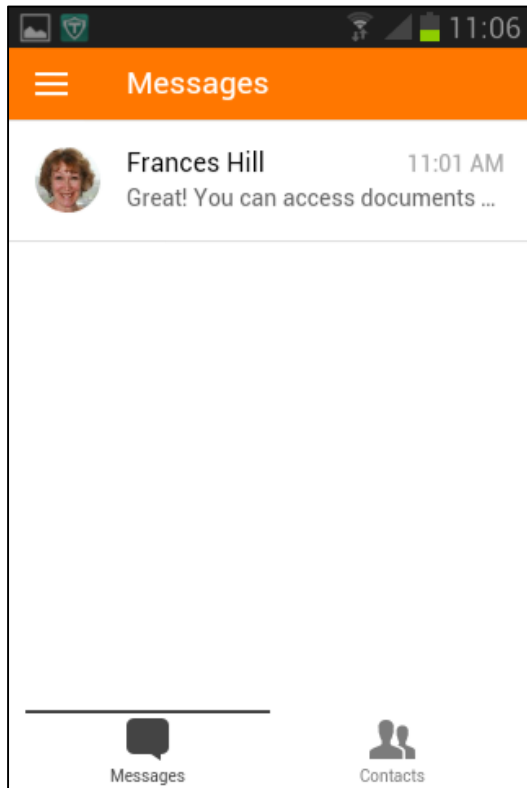 11:06
Messages
Frances Hill 11:01 AM
Great! You can access documents ...
Messages Contacts